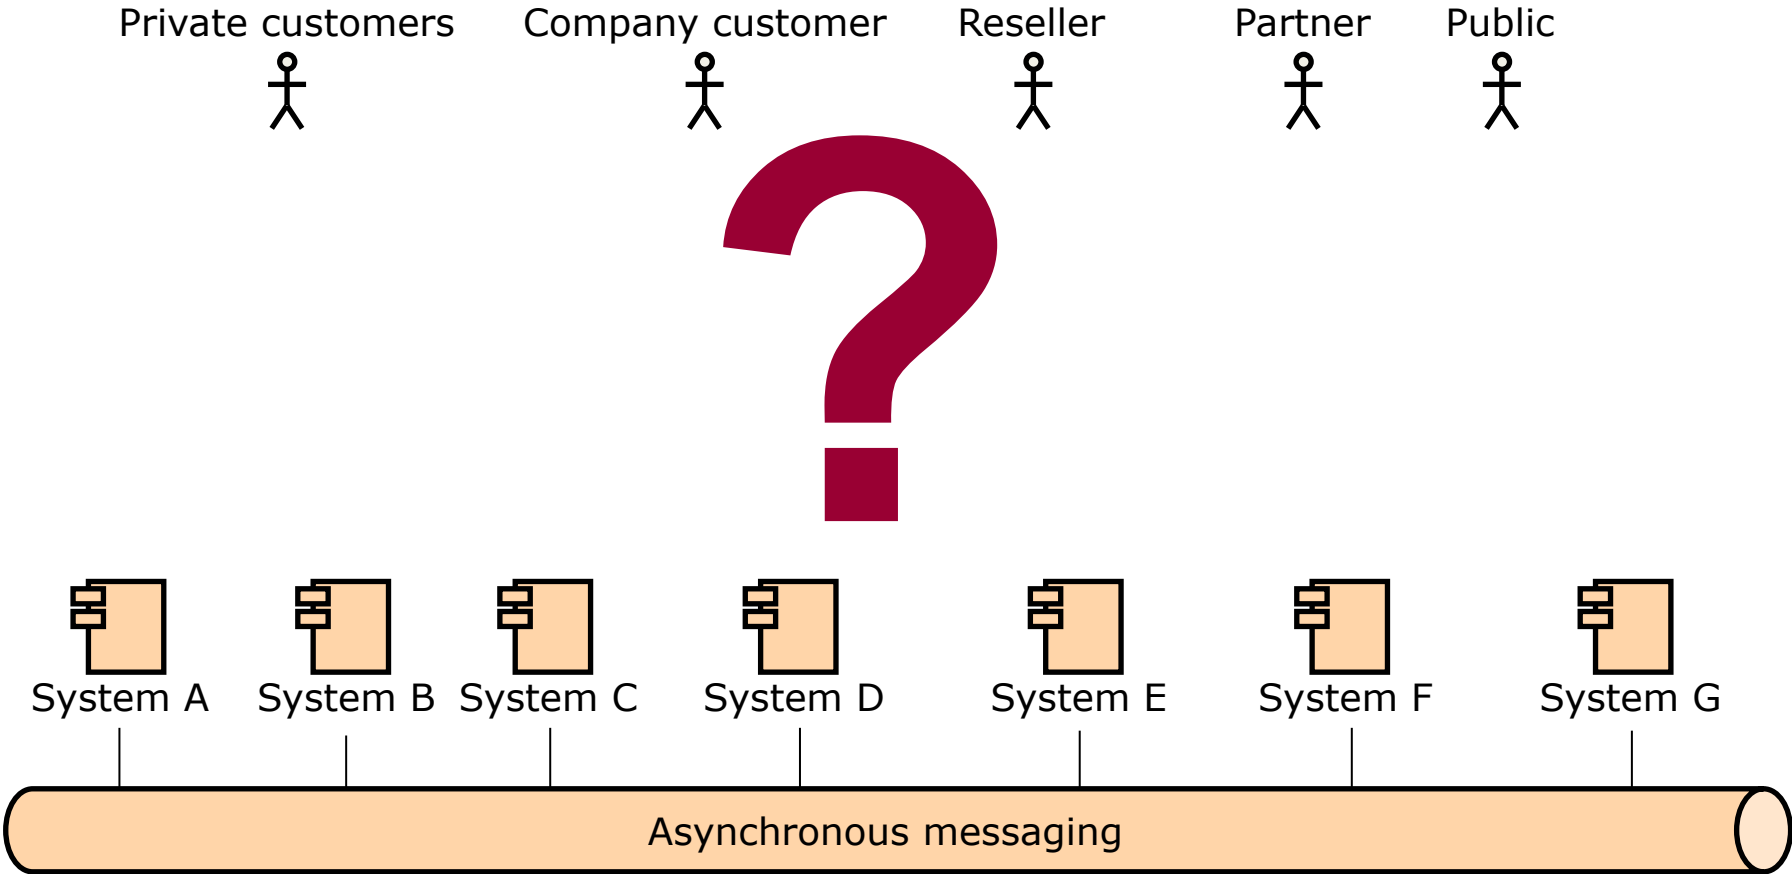 Private customers Company customer Reseller Partner Public
?
System A System B System C System D System E System F System G
Asynchronous messaging